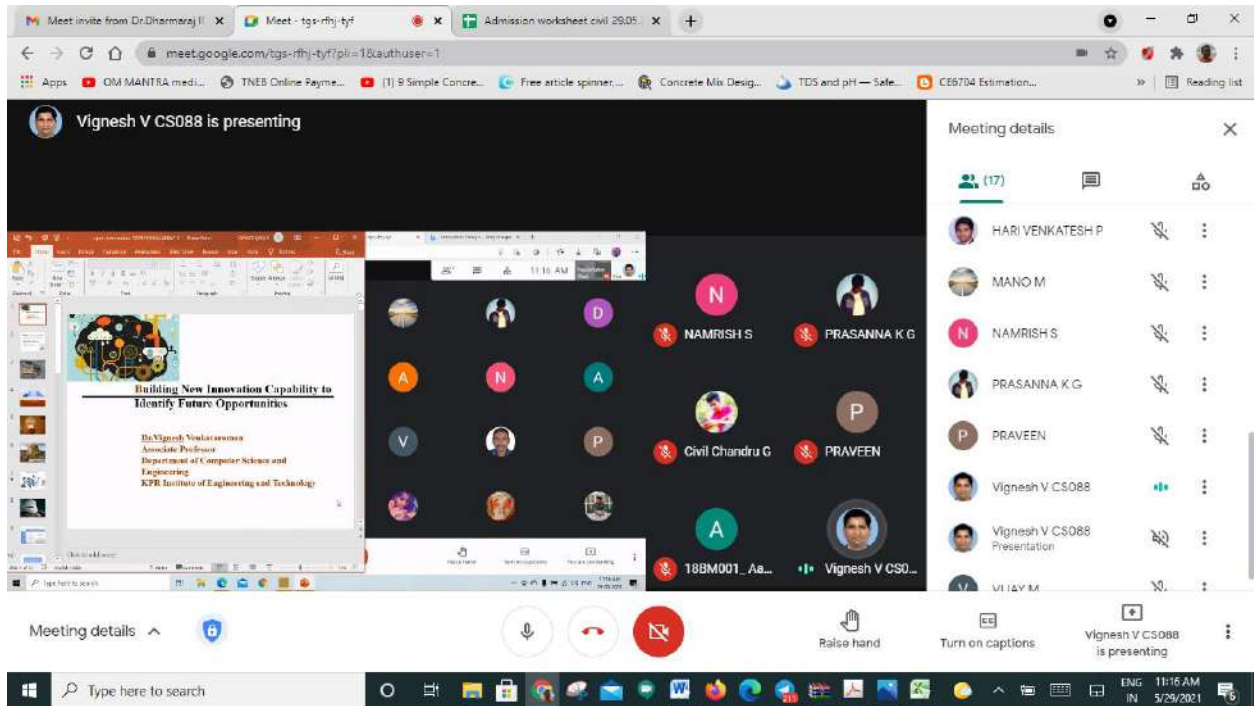 Meet invite from Dr.Dharmaraj
Meet - tgs-rfhj-tyf
Admission worksheet civil 29.05.
meet.google.com/tgs-rfhj-tyf?pli=1&authuser=1
Apps
OM MANTRA medi...
TNEB Online Payme...
(1) 9 Simple Concre...
Free article spinner,...
Concrete Mix Desig...
TDS and pH — Safe...
CE6704 Estimation...
Reading list
Vignesh V CS088 is presenting
Meeting details
(17)
HARI VENKATESH P
MANO M
NAMRISH S
PRASANNA K G
PRAVEEN
Vignesh V CS088
Vignesh V CS088
Presentation
VIJAY M
11:16 AM
Building New Innovation Capability to
Identify Future Opportunities
Dr.Vignesh Venkataraman
Associate Professor
Department of Computer Science and
Engineering
KPR Institute of Engineering and Technology
D
A
N
A
V
P
N
NAMRISH S
PRASANNA K G
Civil Chandru G
P
PRAVEEN
A
18BM001_ Aa...
Vignesh V CS0...
Type here to search
Meeting details
Raise hand
Turn on captions
Vignesh V CS088
is presenting
Type here to search
ENG
IN
11:16 AM
5/29/2021